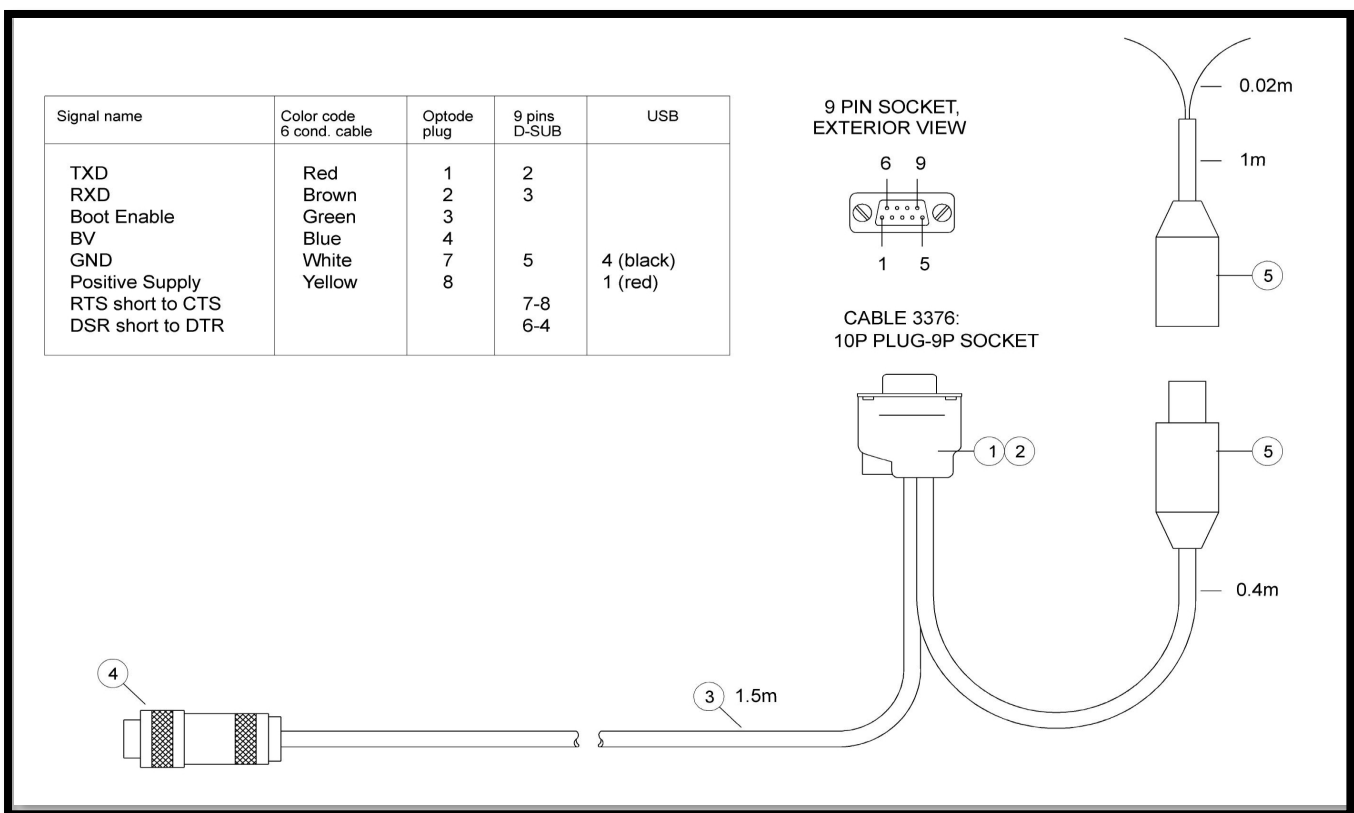 Signal name Color code 6 cond. cable Optode plug 9 pins D-SUB USB
TXD Red 1 2
RXD Brown 2 3
Boot Enable Green 3
BV Blue 4
GND White 7 5 4 (black)
Positive Supply Yellow 8 1 (red)
RTS short to CTS 7-8
DSR short to DTR 6-4
9 PIN SOCKET,
EXTERIOR VIEW
6 9
1 5
CABLE 3376:
10P PLUG-9P SOCKET
1 2
0.02m
1m
5
5
0.4m
4
3 1.5m